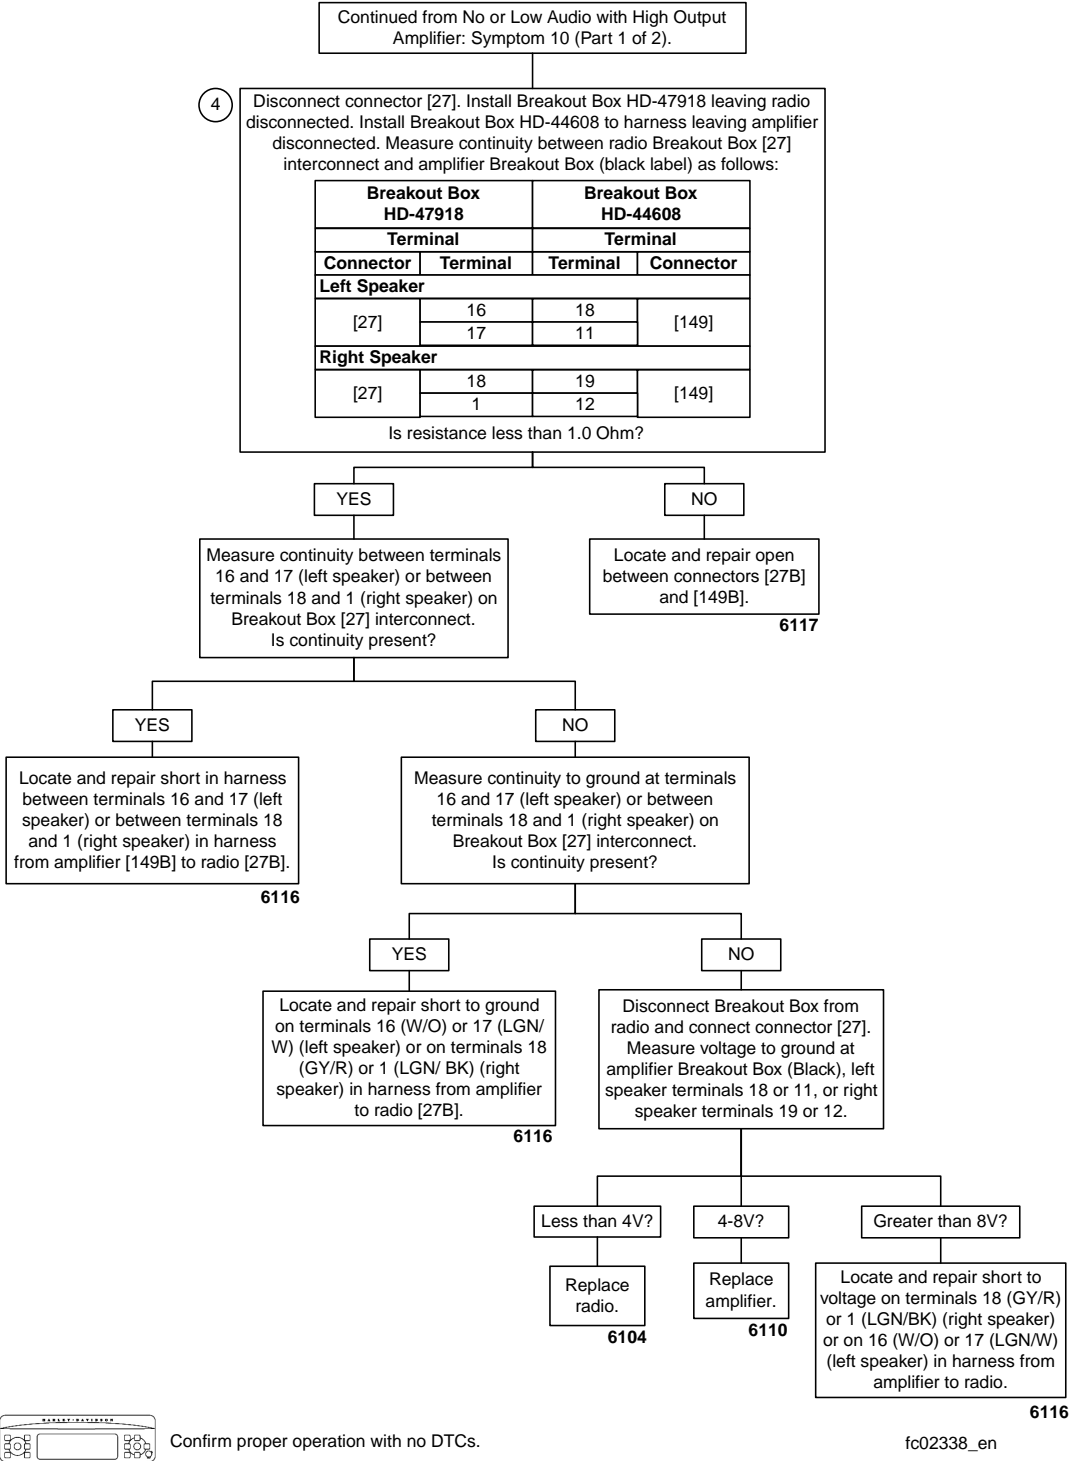 Continued from No or Low Audio with High Output
Amplifier: Symptom 10 (Part 1 of 2).
4
Disconnect connector [27]. Install Breakout Box HD-47918 leaving radio
disconnected. Install Breakout Box HD-44608 to harness leaving amplifier
disconnected. Measure continuity between radio Breakout Box [27]
interconnect and amplifier Breakout Box (black label) as follows:
Breakout Box
HD-47918
Breakout Box
HD-44608
Terminal
Terminal
Connector
Terminal
Terminal
Connector
Left Speaker
[27]
16
18
[149]
17
11
Right Speaker
[27]
18
19
[149]
1
12
Is resistance less than 1.0 Ohm?
YES
NO
Measure continuity between terminals
16 and 17 (left speaker) or between
terminals 18 and 1 (right speaker) on
Breakout Box [27] interconnect.
Is continuity present?
Locate and repair open
between connectors [27B]
and [149B].
6117
YES
NO
Locate and repair short in harness
between terminals 16 and 17 (left
speaker) or between terminals 18
and 1 (right speaker) in harness
from amplifier [149B] to radio [27B].
6116
Measure continuity to ground at terminals
16 and 17 (left speaker) or between
terminals 18 and 1 (right speaker) on
Breakout Box [27] interconnect.
Is continuity present?
YES
NO
Locate and repair short to ground
on terminals 16 (W/O) or 17 (LGN/
W) (left speaker) or on terminals 18
(GY/R) or 1 (LGN/ BK) (right
speaker) in harness from amplifier
to radio [27B].
6116
Disconnect Breakout Box from
radio and connect connector [27].
Measure voltage to ground at
amplifier Breakout Box (Black), left
speaker terminals 18 or 11, or right
speaker terminals 19 or 12.
Less than 4V?
4-8V?
Greater than 8V?
Replace
radio.
6104
Replace
amplifier.
6110
Locate and repair short to
voltage on terminals 18 (GY/R)
or 1 (LGN/BK) (right speaker)
or on 16 (W/O) or 17 (LGN/W)
(left speaker) in harness from
amplifier to radio.
6116
HARLEY-DAVIDSON
Confirm proper operation with no DTCs.
fc02338_en